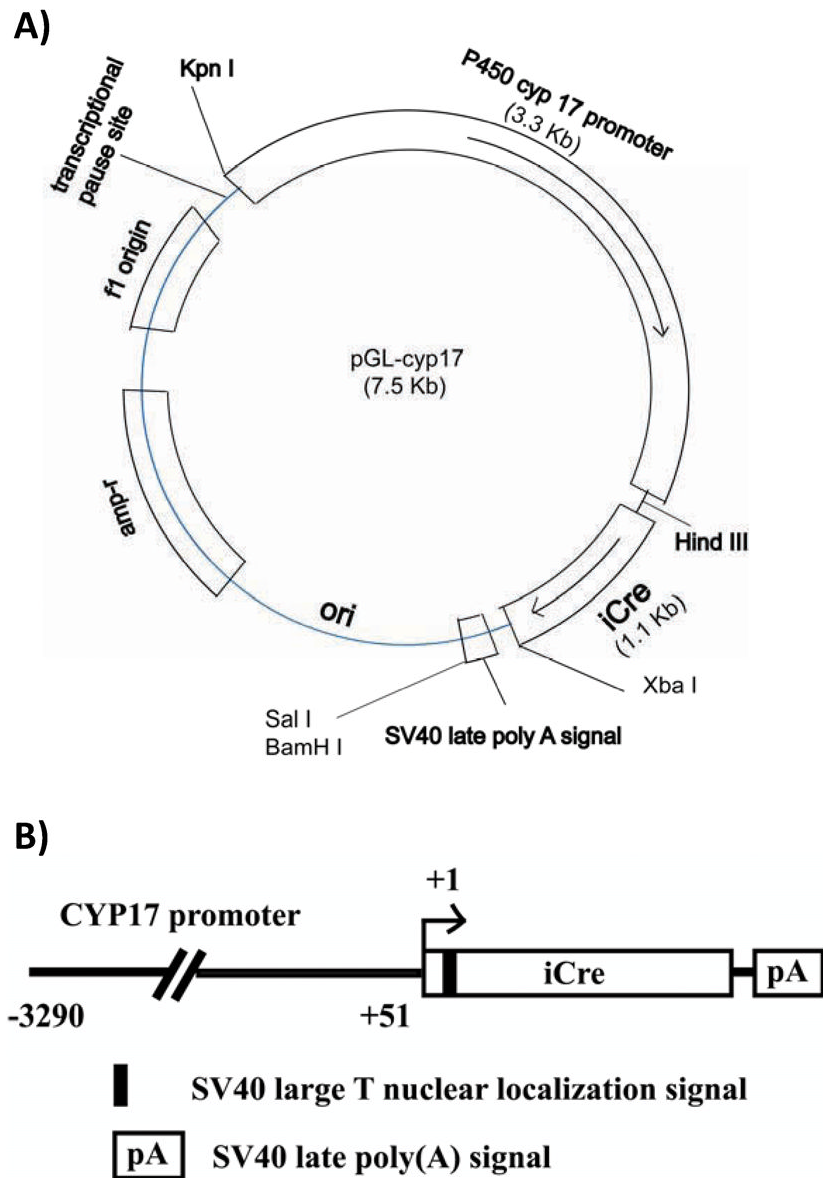 A)
transcriptional
pause site
Kpn I
P450 cyp 17 promoter
(3.3 Kb)
f1 origin
pGL-cyp17
(7.5 Kb)
amp-r
Hind III
iCre
(1.1 Kb)
ori
Xba I
Sal I
BamH I
SV40 late poly A signal
B)
+1
CYP17 promoter
iCre
pA
-3290
+51
SV40 large T nuclear localization signal
pA
SV40 late poly(A) signal